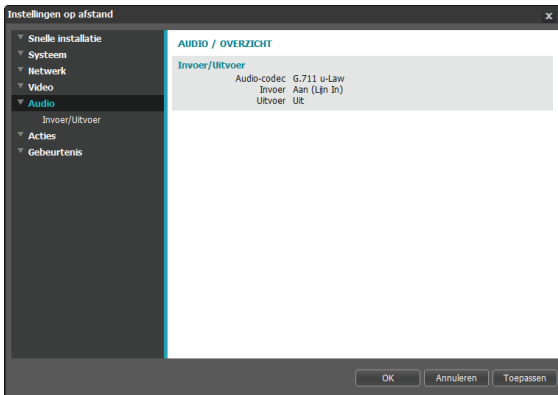 Instellingen op afstand
x
Snelle installatie
Systeem
Netwerk
Video
Audio
Invoer/Uitvoer
Acties
Gebeurtenis
AUDIO / OVERZICHT
Invoer/Uitvoer
Audio-codec G.711 u-Law
Invoer Aan (Lijn In)
Uitvoer Uit
OK
Annuleren
Toepassen